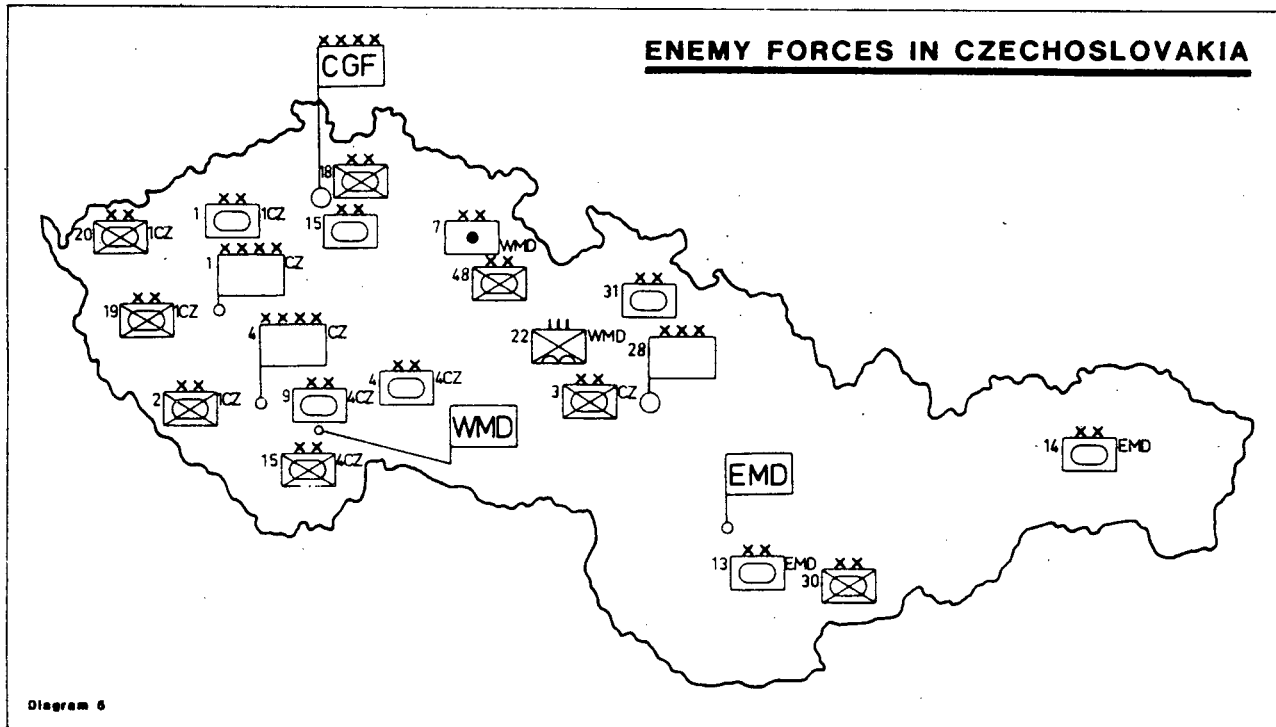 ENEMY FORCES IN CZECHOSLOVAKIA
XXXX
CGF
XX
18
XX
1 1CZ
XX
15
XX
20 1CZ
XX
7 WMD
XXXX
1 CZ
XX
48
XX
31
XX
19 1CZ
XXXX
4 CZ
III
22 WMD
XXX
28
XX
4 4CZ
XX
3 CZ
XX
2 1CZ
XX
9 4CZ
WMD
XX
15 4CZ
XX
14 EMD
EMD
XX
13 EMD
XX
30
Diagram 6